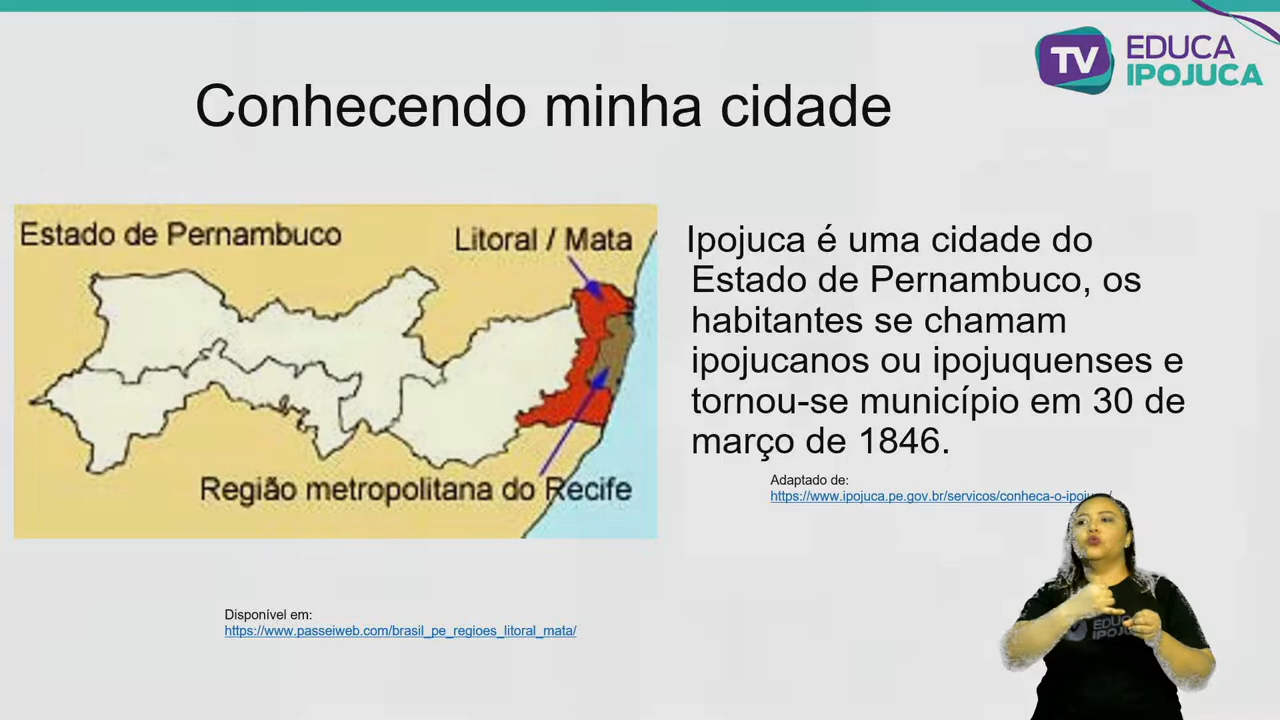 TV EDUCA
IPOJUCA
Conhecendo minha cidade
Estado de Pernambuco
Litoral / Mata
Região metropolitana do Recife
Ipojuca é uma cidade do
Estado de Pernambuco, os
habitantes se chamam
ipojucanos ou ipojuquenses e
tornou-se município em 30 de
março de 1846.
Adaptado de:
https://www.ipojuca.pe.gov.br/servicos/conheca-o-ipojuca/
Disponível em:
https://www.passeiweb.com/brasil_pe_regioes_litoral_mata/
EDUCA
IPOJUCA